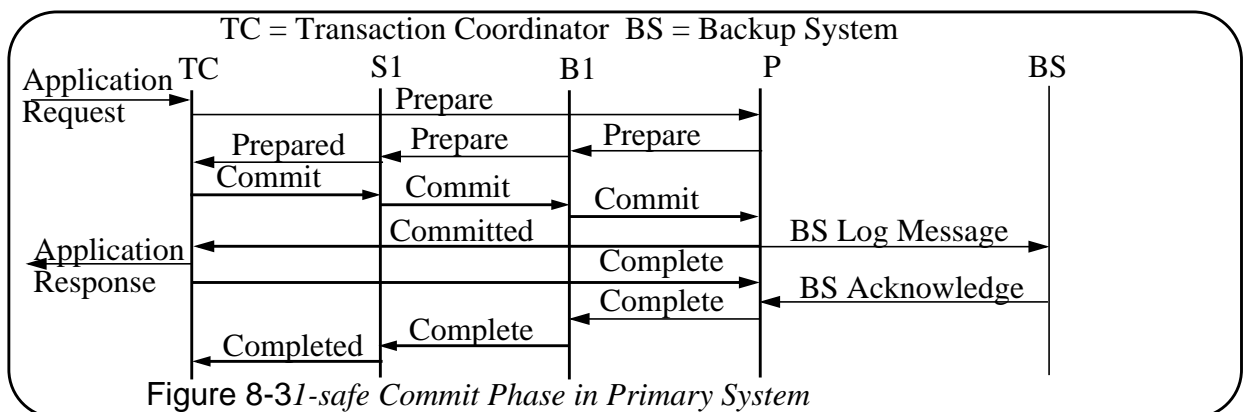 TC = Transaction Coordinator BS = Backup System
TC S1 B1 P BS
Application
Request
Prepare
Prepared Prepare Prepare
Commit Commit Commit
Committed BS Log Message
Application
Response
Complete
Complete BS Acknowledge
Completed Complete
Figure 8-31-safe Commit Phase in Primary System